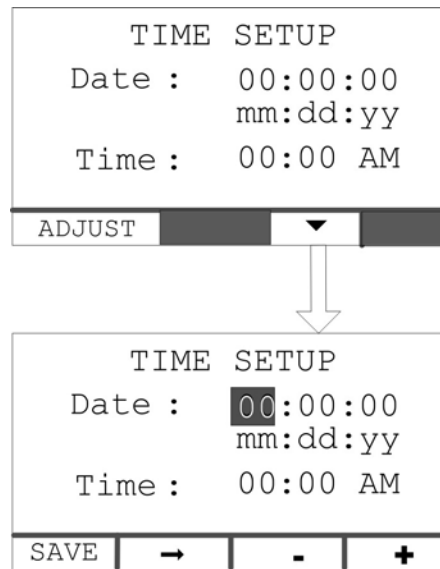 TIME SETUP
Date : 00:00:00
mm:dd:yy
Time : 00:00 AM
ADJUST ▼
TIME SETUP
Date : 00:00:00
mm:dd:yy
Time : 00:00 AM
SAVE → - +